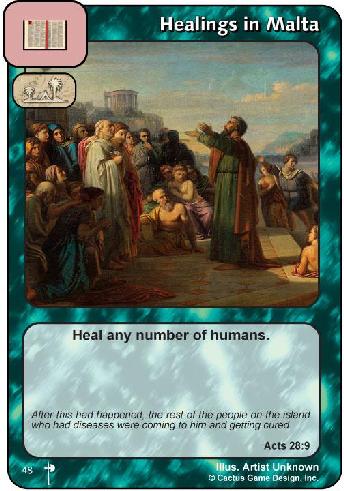 Healings in Malta
Heal any number of humans.
After this had happened, the rest of the people on the island
who had diseases were coming to him and getting cured
Acts 28:9
48
Illus. Artist Unknown
© Cactus Game Design, Inc.